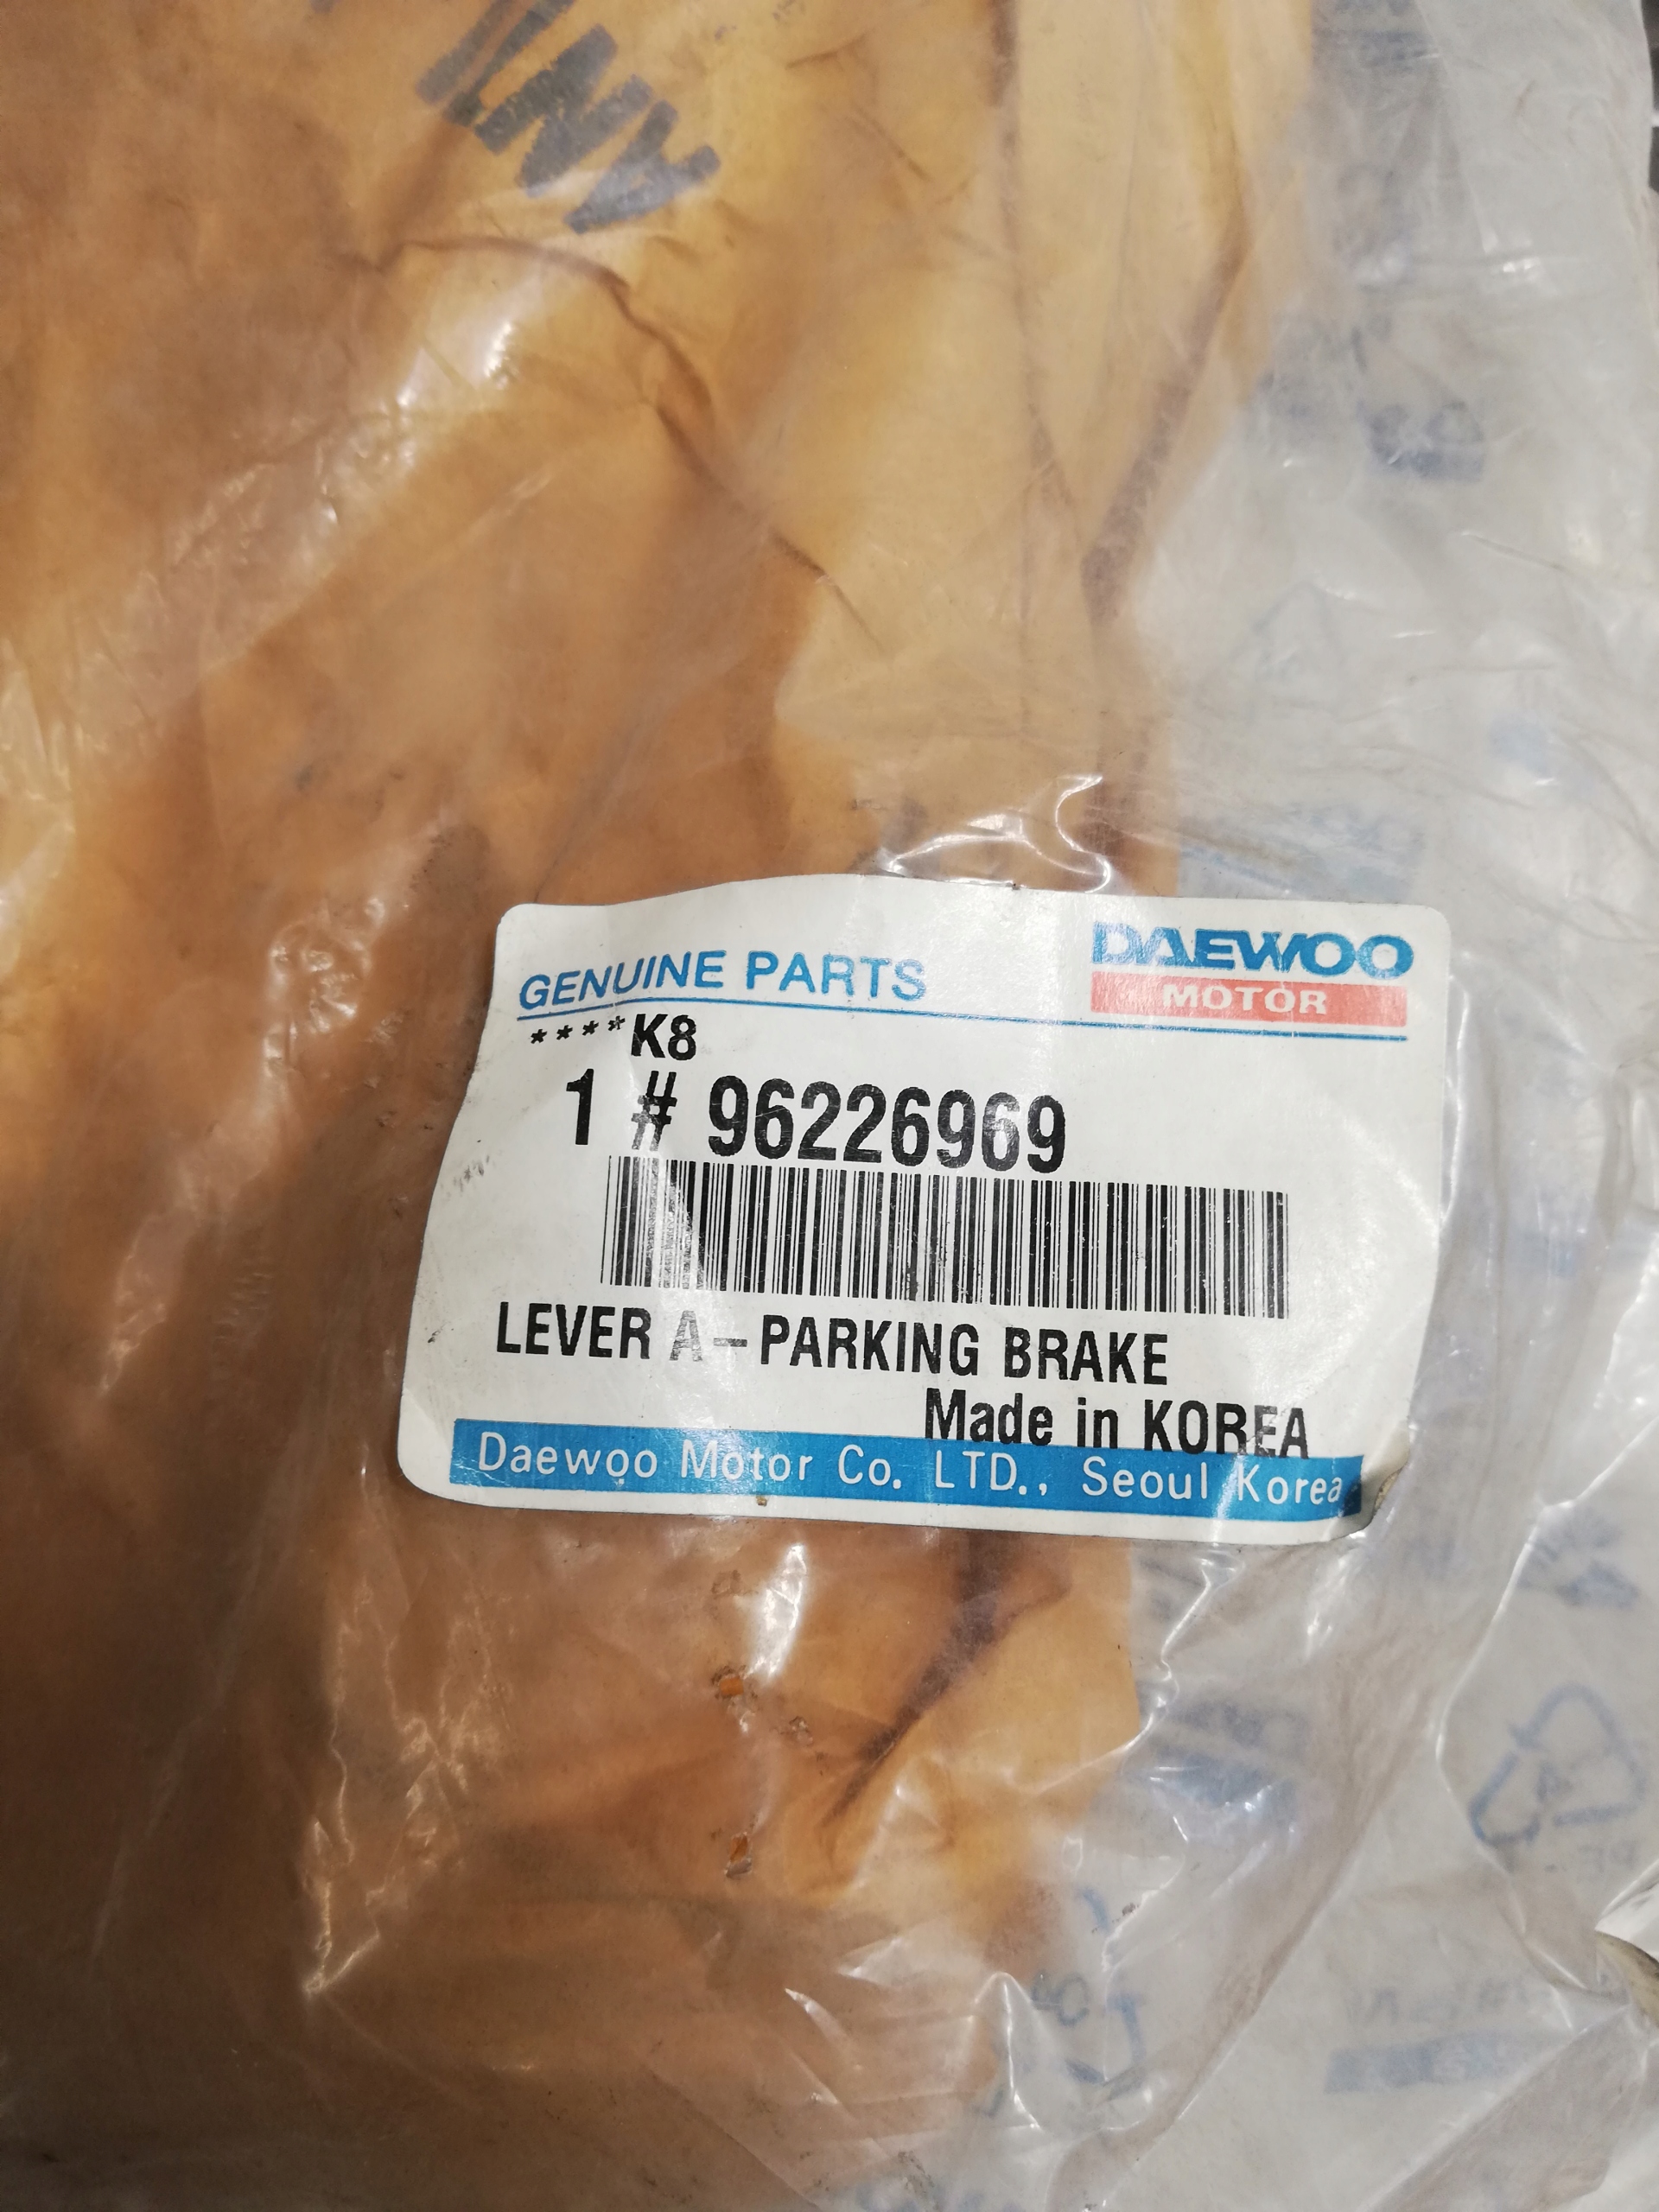 GENUINE PARTS
DAEWOO
MOTOR
****K8
1 # 96226969
LEVER A-PARKING BRAKE
Made in KOREA
Daewoo Motor Co. LTD., Seoul Korea